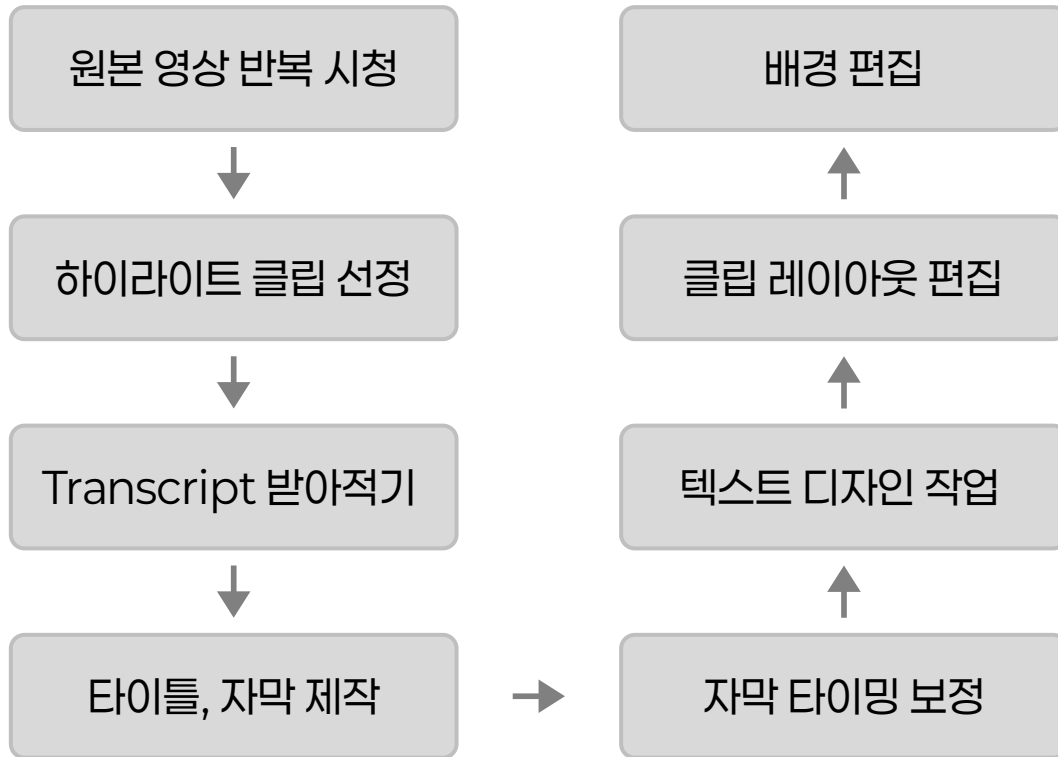 원본 영상 반복 시청
하이라이트 클립 선정
Transcript 받아적기
타이틀, 자막 제작
자막 타이밍 보정
텍스트 디자인 작업
클립 레이아웃 편집
배경 편집